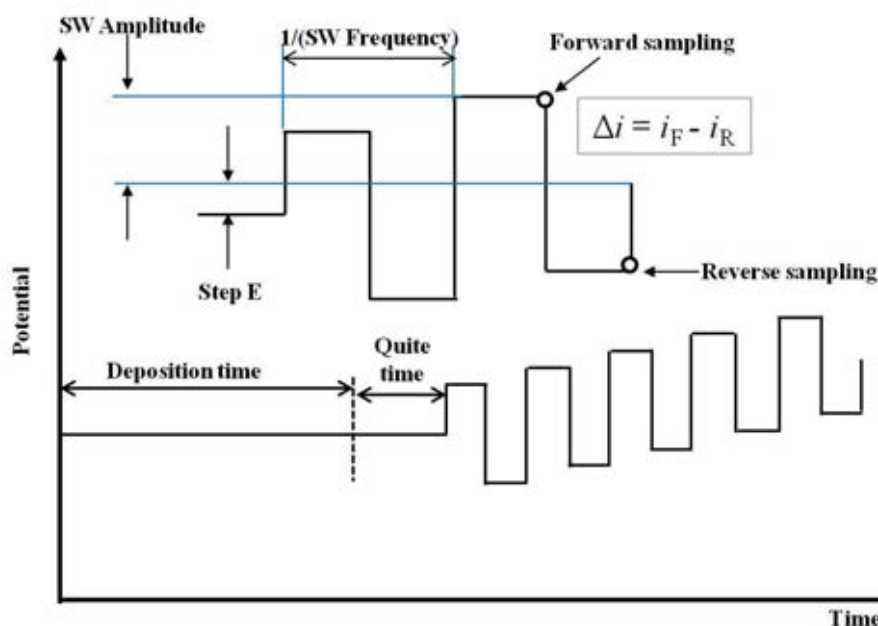 SW Amplitude
1/(SW Frequency)
Forward sampling
Δi = iF - iR
Step E
Reverse sampling
Potential
Deposition time
Quite
time
Time